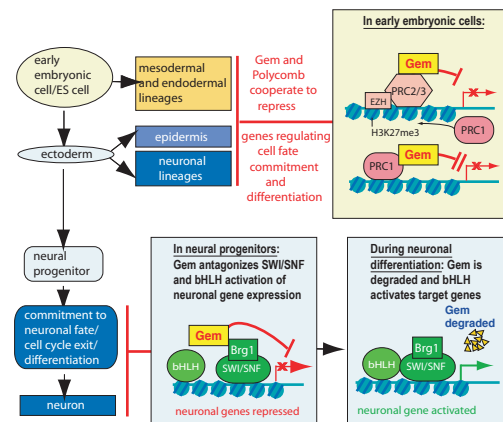 early
embryonic
cell/ES cell
mesodermal
and endodermal
lineages
ectoderm
epidermis
neuronal
lineages
Gem and
Polycomb
cooperate to
repress
genes regulating
cell fate
commitment
and
differentiation
In early embryonic cells:
Gem
PRC2/3
EZH
H3K27me3
PRC1
PRC1
Gem
neural
progenitor
commitment to
neuronal fate/
cell cycle exit/
differentiation
neuron
In neural progenitors:
Gem antagonizes SWI/SNF
and bHLH activation of
neuronal gene expression
Gem
Brg1
bHLH
SWI/SNF
neuronal genes repressed
During neuronal
differentiation: Gem is
degraded and bHLH
activates target genes
Gem
degraded
Brg1
bHLH
SWI/SNF
neuronal gene activated